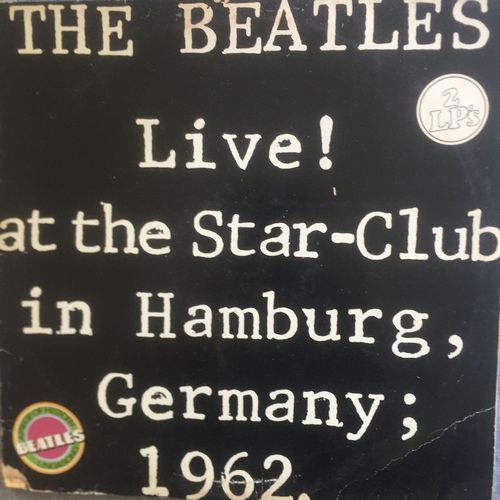 THE BEATLES
2
LP's
Live!
at the Star-Club
in Hamburg,
Germany;
1962.
BEATLES